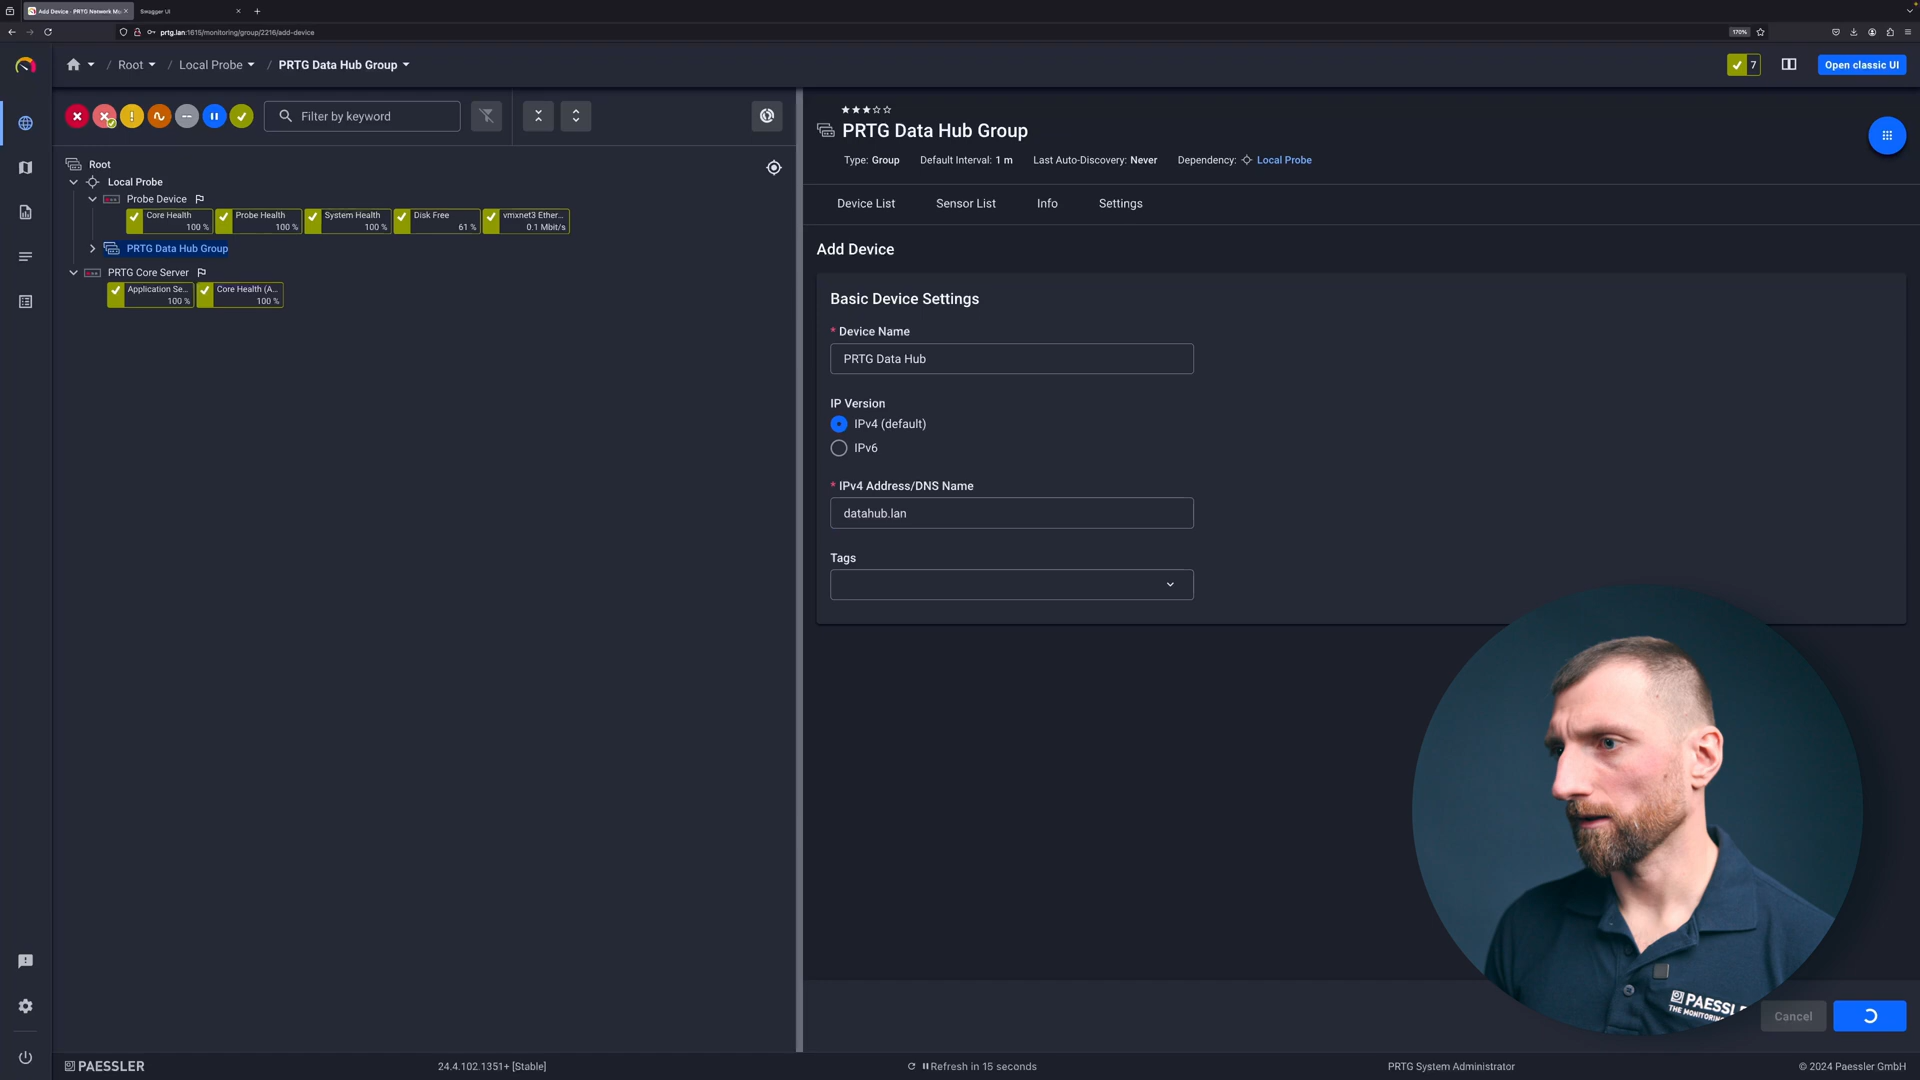 Add Device - PRTG Network Mo
Swagger UI
prtg.lan:1615/monitoring/group/2216/add-device
170%
/ Root / Local Probe / PRTG Data Hub Group
7
Open classic UI
Filter by keyword
Root
Local Probe
Probe Device
Core Health
100 %
Probe Health
100 %
System Health
100 %
Disk Free
61 %
vmxnet3 Ether...
0.1 Mbit/s
PRTG Data Hub Group
PRTG Core Server
Application Se...
100 %
Core Health (A...
100 %
PRTG Data Hub Group
Type: Group Default Interval: 1 m Last Auto-Discovery: Never Dependency: Local Probe
Device List Sensor List Info Settings
Add Device
Basic Device Settings
* Device Name
PRTG Data Hub
IP Version
IPv4 (default)
IPv6
* IPv4 Address/DNS Name
datahub.lan
Tags
PAESSL
THE MONITORING
Cancel
PAESSLER
24.4.102.1351+ [Stable]
Refresh in 15 seconds
PRTG System Administrator
© 2024 Paessler GmbH